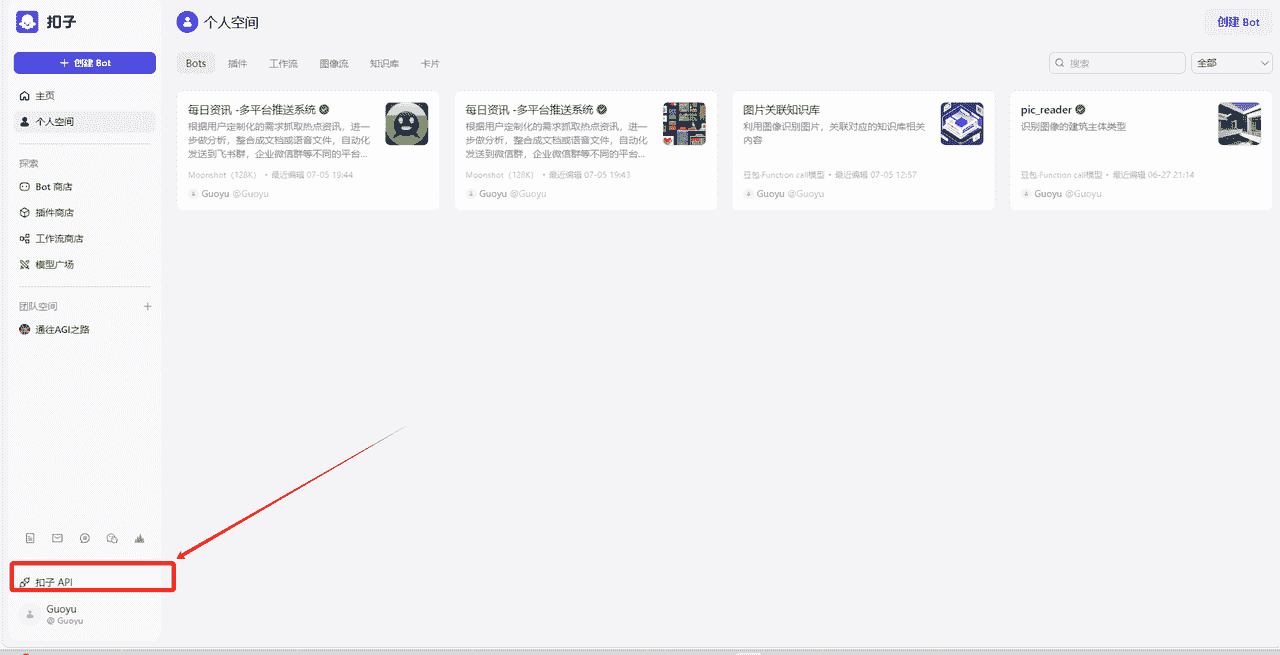 扣子
+ 创建 Bot
主页
个人空间
探索
Bot 商店
插件商店
工作流商店
模型广场
团队空间 +
通往AGI之路
扣子 API
Guoyu
@ Guoyu
个人空间
创建 Bot
Bots 插件 工作流 图像流 知识库 卡片
搜索
全部
每日资讯 -多平台推送系统
根据用户定制化的需求抓取热点资讯，进一
步做分析，整合成文档或语音文件，自动化
发送到飞书群，企业微信群等不同的平台...
Moonshot（128K） • 最近编辑 07-05 19:44
Guoyu @Guoyu
每日资讯 -多平台推送系统
根据用户定制化的需求抓取热点资讯，进一
步做分析，整合成文档或语音文件，自动化
发送到微信群，企业微信群等不同的平台...
Moonshot（128K） • 最近编辑 07-05 19:43
Guoyu @Guoyu
图片关联知识库
利用图像识别图片，关联对应的知识库相关
内容
豆包·Function call模型 • 最近编辑 07-05 12:57
Guoyu @Guoyu
pic_reader
识别图像的建筑主体类型
豆包·Function call模型 • 最近编辑 06-27 21:14
Guoyu @Guoyu